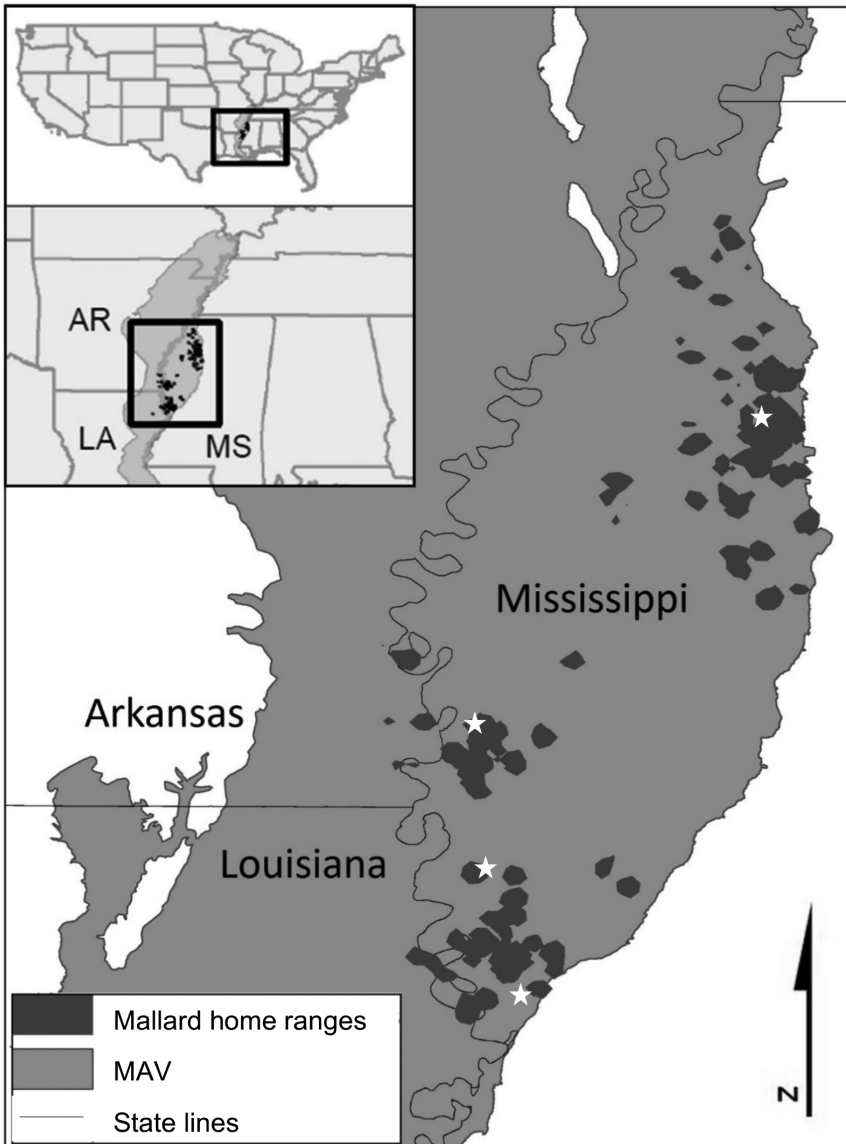 AR
LA
MS
Mississippi
Arkansas
Louisiana
Mallard home ranges
MAV
State lines
N